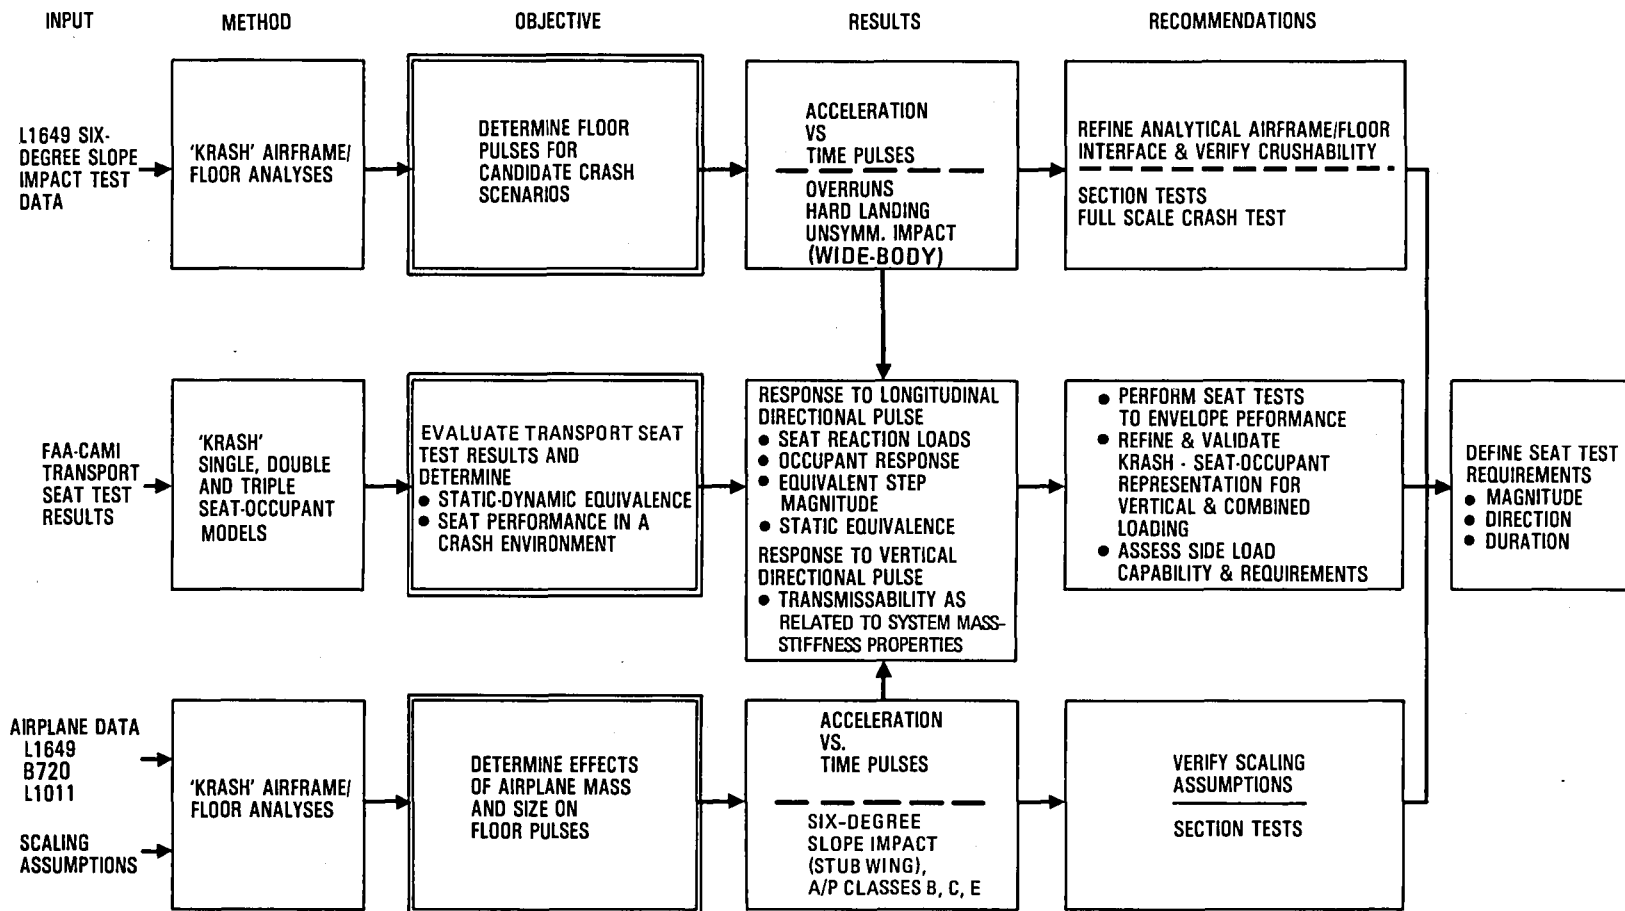 INPUT
METHOD
OBJECTIVE
RESULTS
RECOMMENDATIONS
L1649 SIX-
DEGREE SLOPE
IMPACT TEST
DATA
'KRASH' AIRFRAME/
FLOOR ANALYSES
DETERMINE FLOOR
PULSES FOR
CANDIDATE CRASH
SCENARIOS
ACCELERATION
VS
TIME PULSES
OVERRUNS
HARD LANDING
UNSYMM. IMPACT
(WIDE-BODY)
REFINE ANALYTICAL AIRFRAME/FLOOR
INTERFACE & VERIFY CRUSHABILITY
SECTION TESTS
FULL SCALE CRASH TEST
FAA-CAMI
TRANSPORT
SEAT TEST
RESULTS
'KRASH'
SINGLE, DOUBLE
AND TRIPLE
SEAT-OCCUPANT
MODELS
EVALUATE TRANSPORT SEAT
TEST RESULTS AND
DETERMINE
● STATIC-DYNAMIC EQUIVALENCE
● SEAT PERFORMANCE IN A
CRASH ENVIRONMENT
RESPONSE TO LONGITUDINAL
DIRECTIONAL PULSE
● SEAT REACTION LOADS
● OCCUPANT RESPONSE
● EQUIVALENT STEP
MAGNITUDE
● STATIC EQUIVALENCE
RESPONSE TO VERTICAL
DIRECTIONAL PULSE
● TRANSMISSABILITY AS
RELATED TO SYSTEM MASS-
STIFFNESS PROPERTIES
● PERFORM SEAT TESTS
TO ENVELOPE PEFORMANCE
● REFINE & VALIDATE
KRASH - SEAT-OCCUPANT
REPRESENTATION FOR
VERTICAL & COMBINED
LOADING
● ASSESS SIDE LOAD
CAPABILITY & REQUIREMENTS
DEFINE SEAT TEST
REQUIREMENTS
● MAGNITUDE
● DIRECTION
● DURATION
AIRPLANE DATA
L1649
B720
L1011
SCALING
ASSUMPTIONS
'KRASH' AIRFRAME/
FLOOR ANALYSES
DETERMINE EFFECTS
OF AIRPLANE MASS
AND SIZE ON
FLOOR PULSES
ACCELERATION
VS.
TIME PULSES
SIX-DEGREE
SLOPE IMPACT
(STUB WING),
A/P CLASSES B, C, E
VERIFY SCALING
ASSUMPTIONS
SECTION TESTS